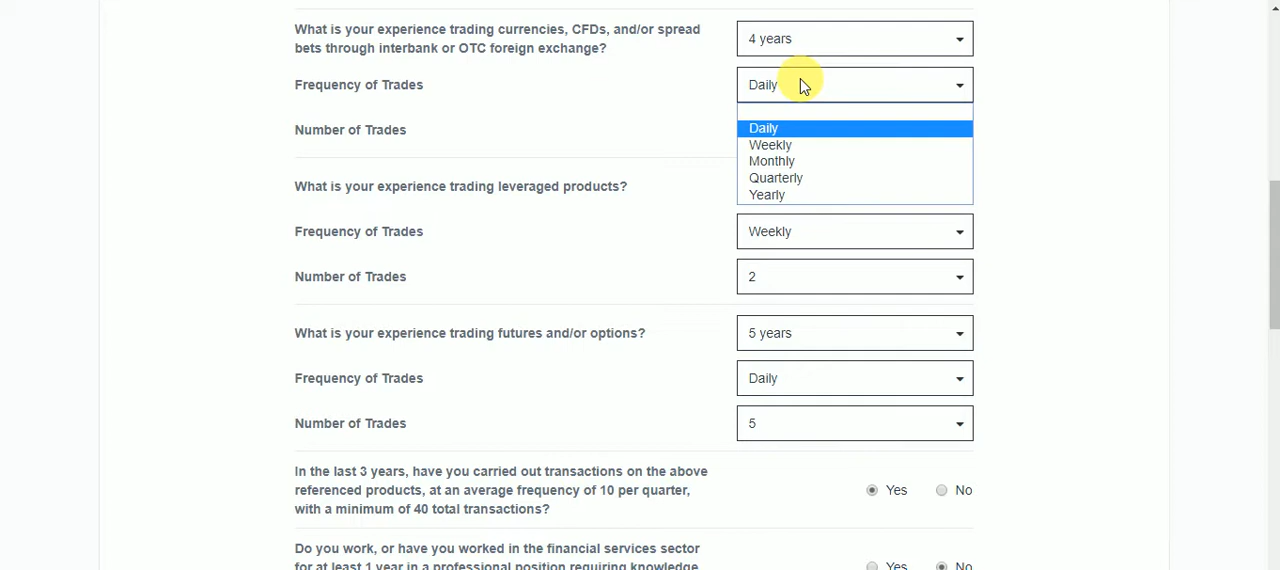 What is your experience trading currencies, CFDs, and/or spread
bets through interbank or OTC foreign exchange?
4 years
Frequency of Trades
Daily
Daily
Weekly
Monthly
Quarterly
Yearly
Number of Trades
What is your experience trading leveraged products?
Frequency of Trades
Weekly
Number of Trades
2
What is your experience trading futures and/or options?
5 years
Frequency of Trades
Daily
Number of Trades
5
In the last 3 years, have you carried out transactions on the above
referenced products, at an average frequency of 10 per quarter,
with a minimum of 40 total transactions?
Yes No
Do you work, or have you worked in the financial services sector
for at least 1 year in a professional position requiring knowledge
Yes No